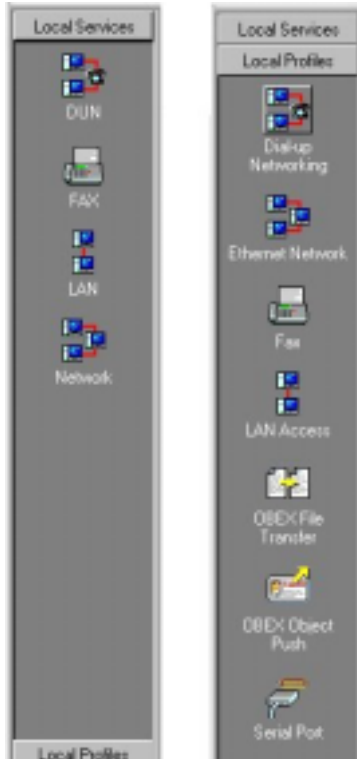 Local Services
DUN
FAX
LAN
Network
Local Profiles
Local Services
Local Profiles
Dial-up
Networking
Ethernet Network
Fax
LAN Access
OBEX File
Transfer
OBEX Object
Push
Serial Port